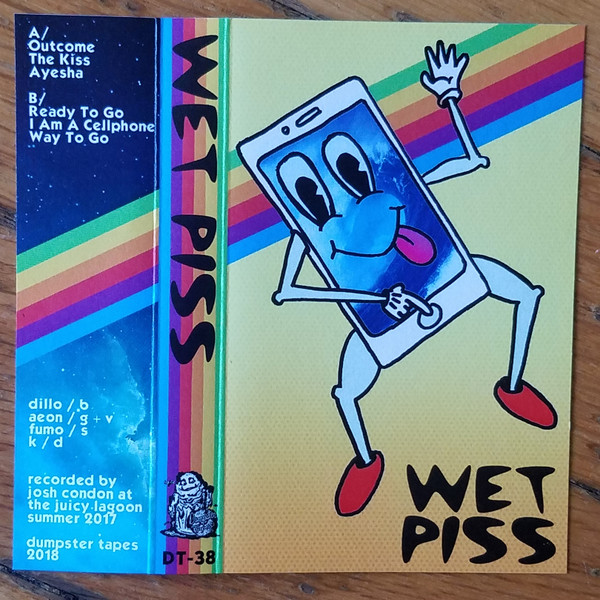 A/
Outcome
The Kiss
Ayesha
B/
Ready To Go
I Am A Cellphone
Way To Go
dillo / b
aeon / g + v
fumo / s
k / d
recorded by
josh condon at
the juicy lagoon
summer 2017
dumpster tapes
2018
WET PISS
DT-38
WET
PISS